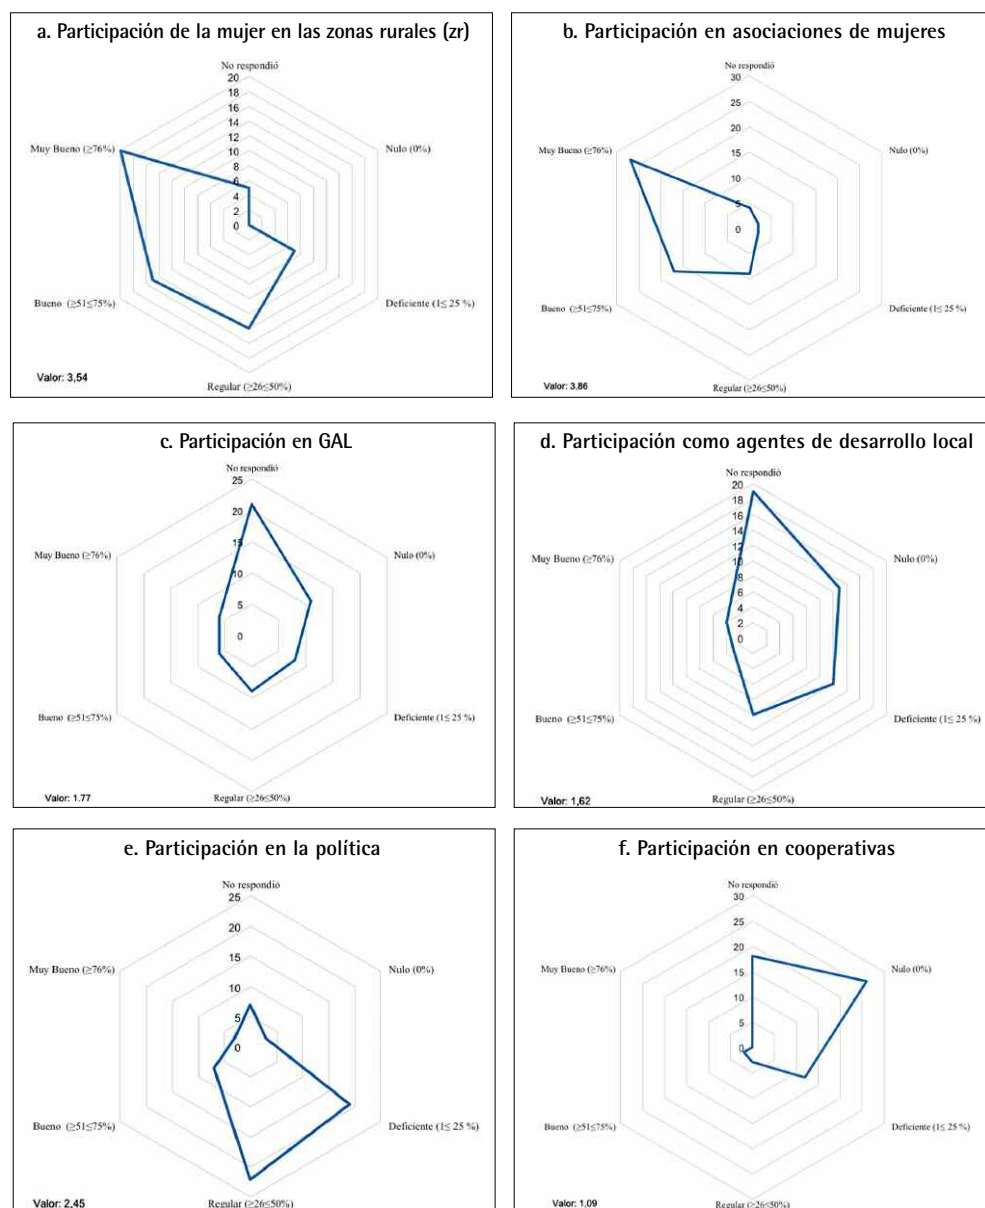 a. Participación de la mujer en las zonas rurales (zr)
No respondió
20
18
16
14
12
10
8
6
4
2
0
Muy Bueno (≥76%)
Nulo (0%)
Bueno (≥51≤75%)
Deficiente (1≤ 25 %)
Valor: 3,54
Regular (≥26≤50%)
b. Participación en asociaciones de mujeres
No respondió
30
25
20
15
10
5
0
Muy Bueno (≥76%)
Nulo (0%)
Bueno (≥51≤75%)
Deficiente (1≤ 25 %)
Valor: 3,86
Regular (≥26≤50%)
c. Participación en GAL
No respondió
25
20
15
10
5
0
Muy Bueno (≥76%)
Nulo (0%)
Bueno (≥51≤75%)
Deficiente (1≤ 25 %)
Valor: 1.77
Regular (≥26≤50%)
d. Participación como agentes de desarrollo local
No respondió
20
18
16
14
12
10
8
6
4
2
0
Muy Bueno (≥76%)
Nulo (0%)
Bueno (≥51≤75%)
Deficiente (1≤ 25 %)
Valor: 1,62
Regular (≥26≤50%)
e. Participación en la política
No respondió
25
20
15
10
5
0
Muy Bueno (≥76%)
Nulo (0%)
Bueno (≥51≤75%)
Deficiente (1≤ 25 %)
Valor: 2,45
Regular (≥26≤50%)
f. Participación en cooperativas
No respondió
30
25
20
15
10
5
0
Muy Bueno (≥76%)
Nulo (0%)
Bueno (≥51≤75%)
Deficiente (1≤ 25 %)
Valor: 1,09
Regular (≥26≤50%)